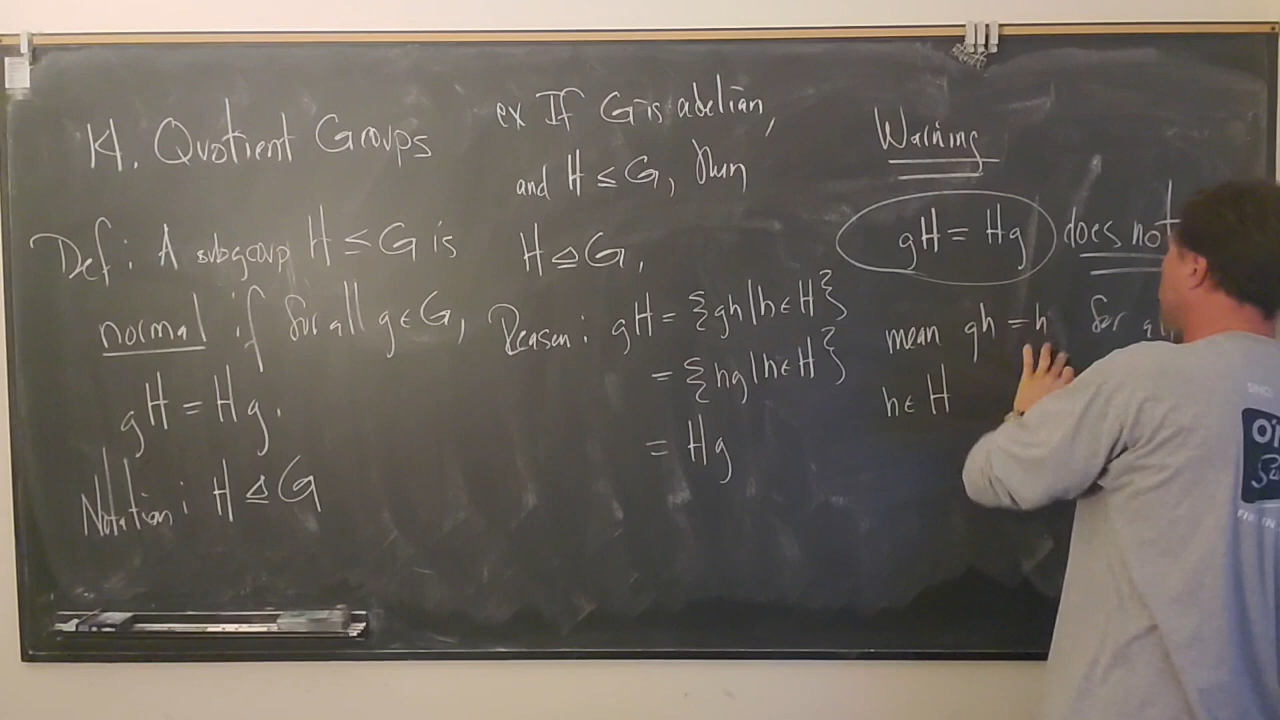 14. Quotient Groups
Def: A subgroup H ≤ G is
normal if for all g ∈ G,
gH = Hg.
Notation: H ⊴ G
ex If G is abelian,
and H ≤ G, then
H ⊴ G.
Reason: gH = {gh | h ∈ H}
= {hg | h ∈ H}
= Hg
Warning
gH = Hg does not
mean gh = h for
h ∈ H